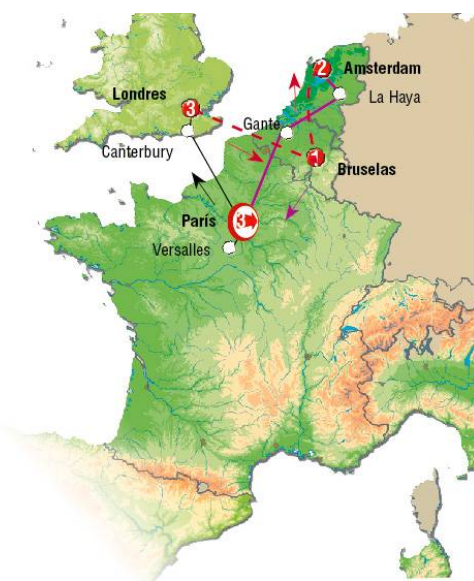 2
Amsterdam
Londres
3
La Haya
Gante
Canterbury
1
Bruselas
París
3
Versalles